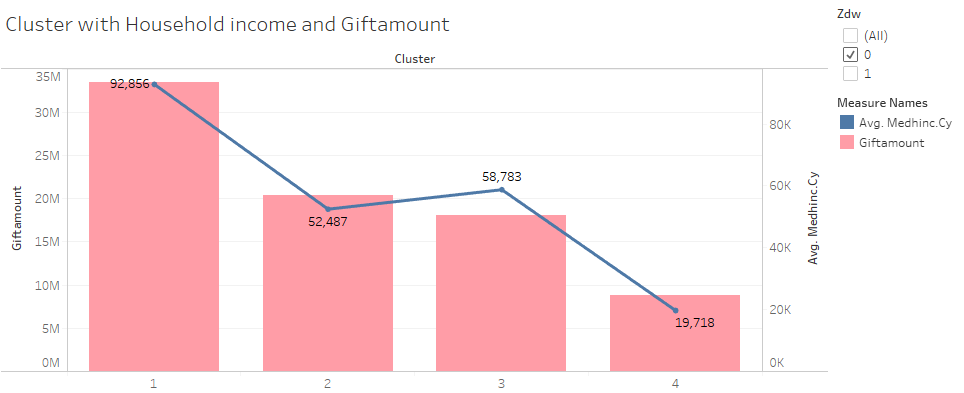 Cluster with Household income and Giftamount
Cluster
35M
30M
25M
20M
15M
10M
5M
0M
Giftamount
92,856
52,487
58,783
19,718
80K
60K
40K
20K
0K
Avg. Medhinc.Cy
1 2 3 4
Zdw
(All)
0
1
Measure Names
Avg. Medhinc.Cy
Giftamount